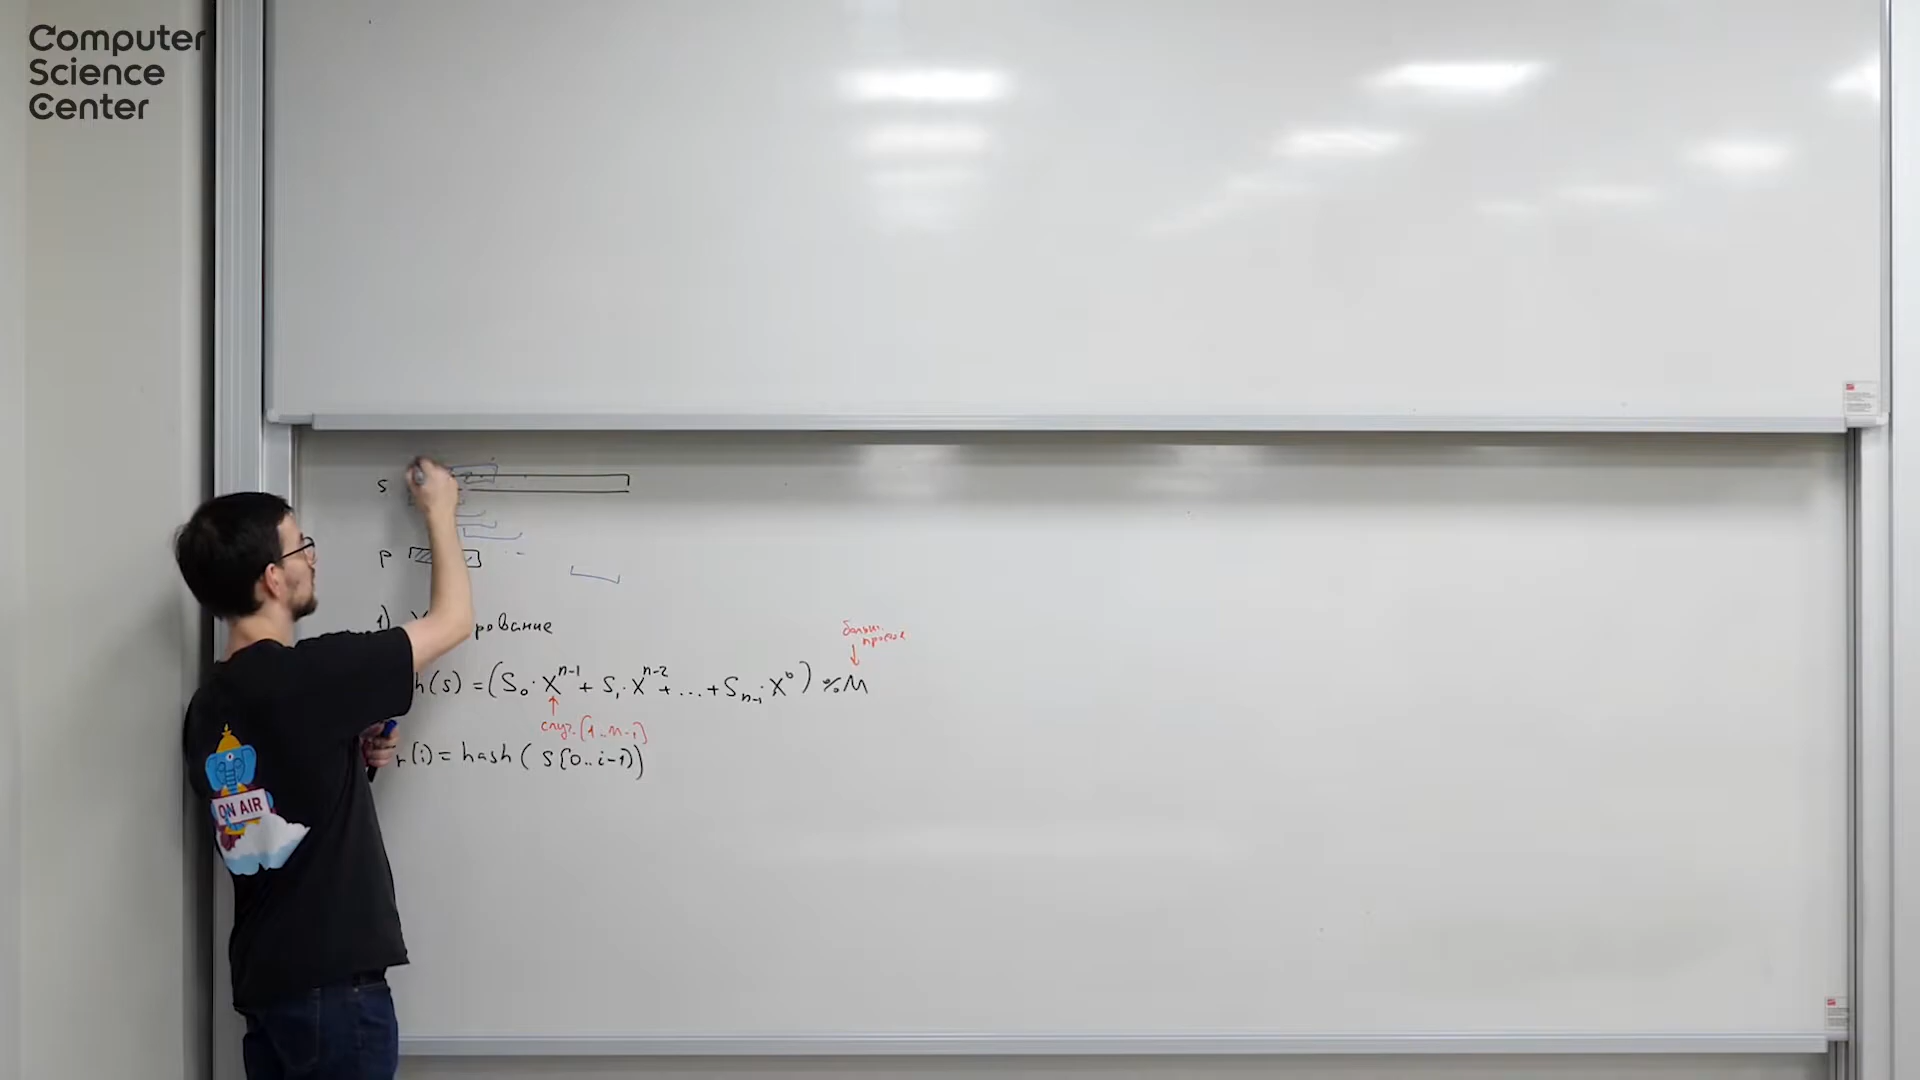 Computer
Science
Center
s
p
1) рование
больш.
простое
h(s) = (S₀·X^{n-1} + S₁·X^{n-2} + ... + S_{n-1}·X⁰) % M
случ. [1..M-1]
r(i) = hash( S[0..i-1))
ON AIR